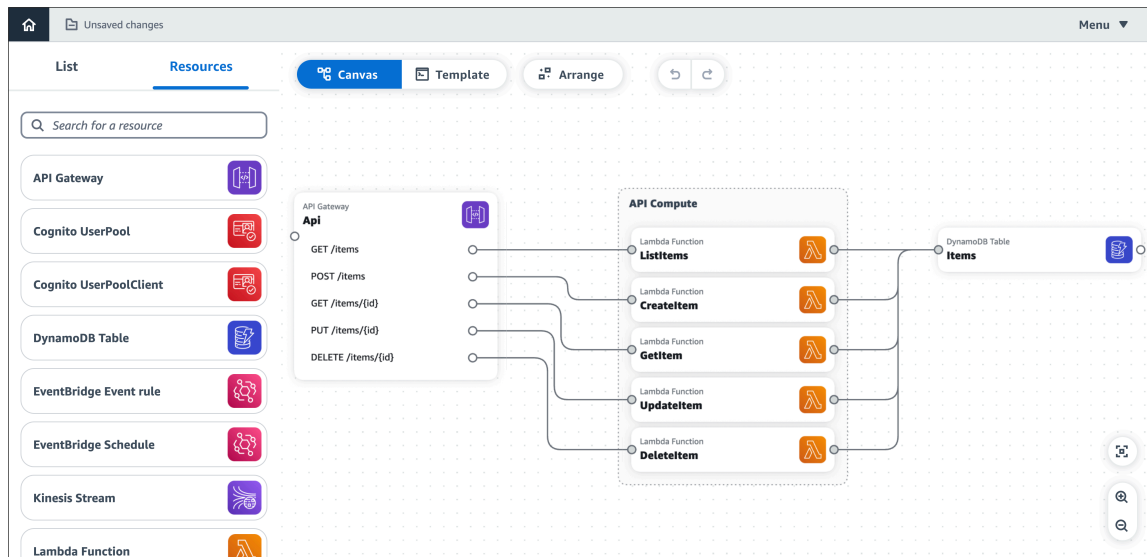 Unsaved changes
Menu
List
Resources
Canvas
Template
Arrange
Search for a resource
API Gateway
Cognito UserPool
Cognito UserPoolClient
DynamoDB Table
EventBridge Event rule
EventBridge Schedule
Kinesis Stream
Lambda Function
API Gateway
Api
GET /items
POST /items
GET /items/{id}
PUT /items/{id}
DELETE /items/{id}
API Compute
Lambda Function
ListItems
Lambda Function
CreateItem
Lambda Function
GetItem
Lambda Function
UpdateItem
Lambda Function
DeleteItem
DynamoDB Table
Items